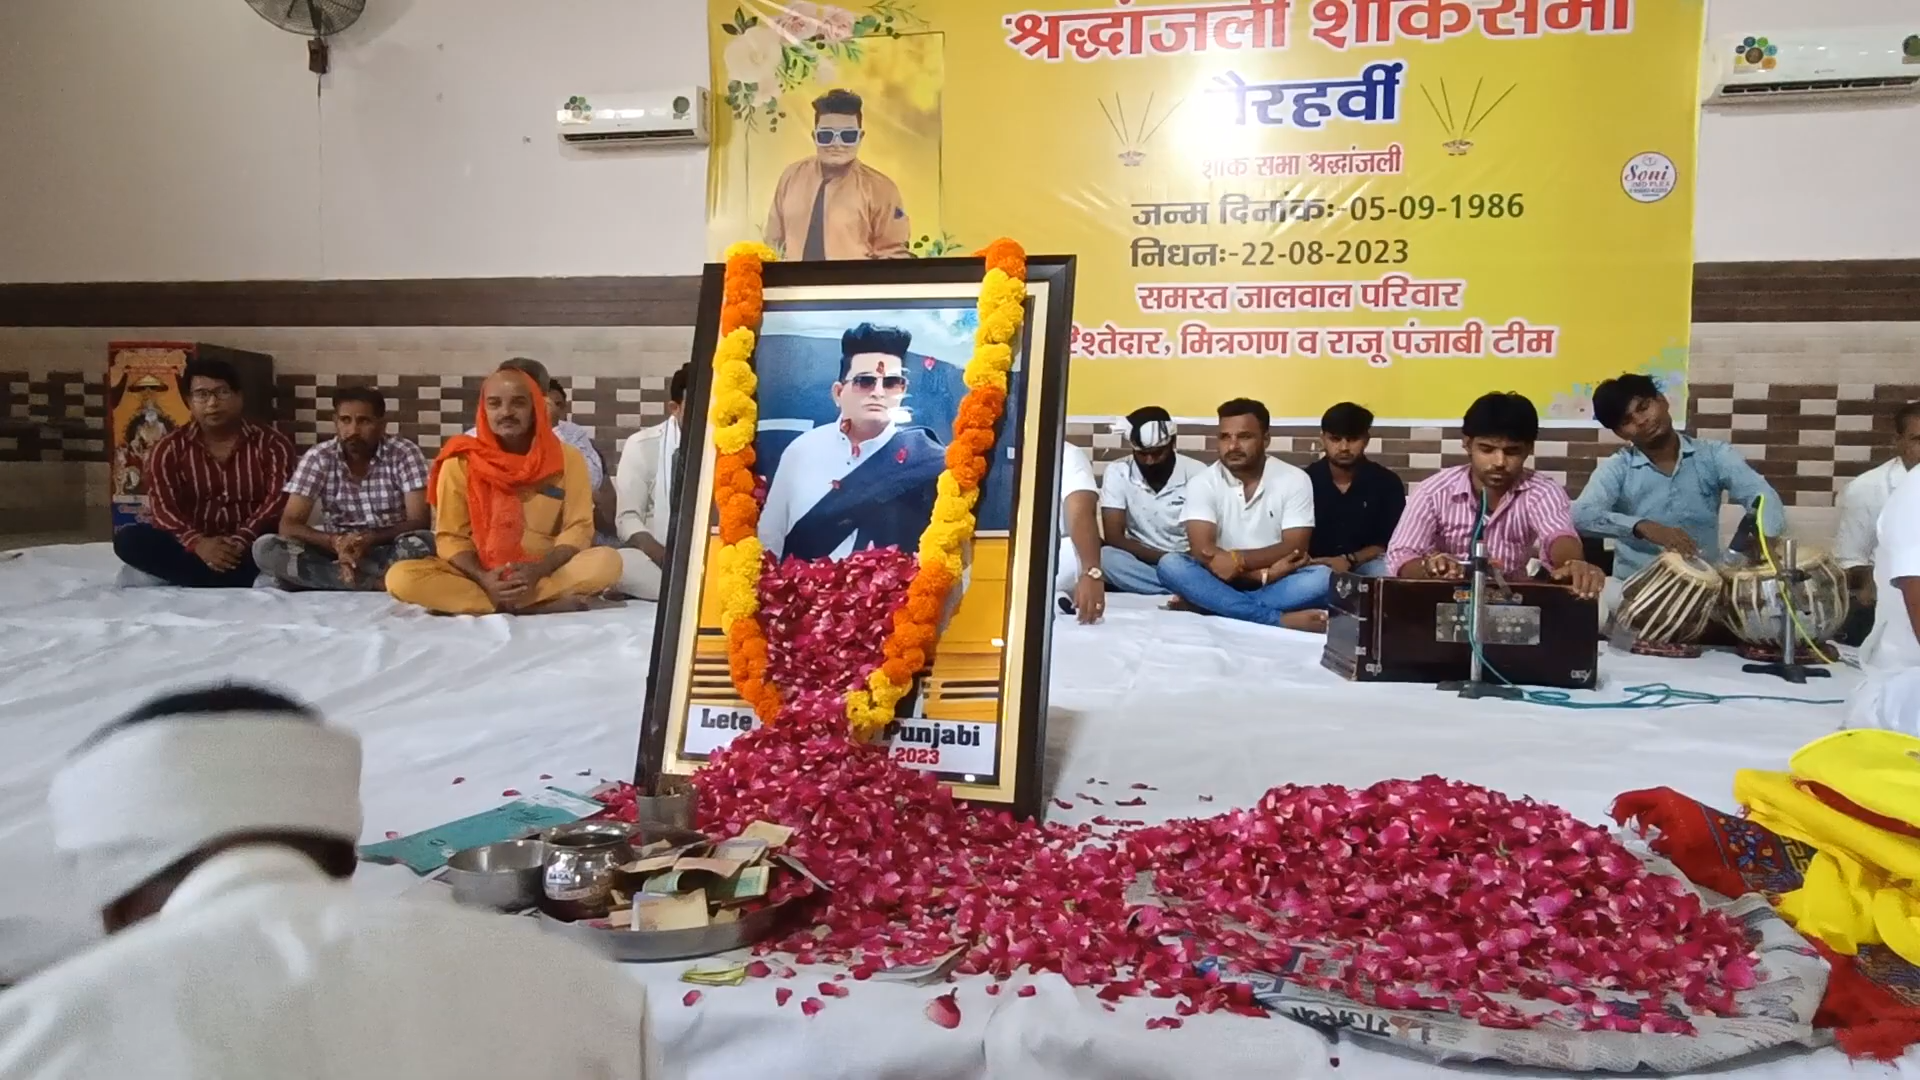 श्रद्धांजली शोकसभा
शोक सभा श्रद्धांजली
जन्म दिनांकः-05-09-1986
निधनः-22-08-2023
समस्त जालवाल परिवार
मित्रगण व राजू पंजाबी टीम
Soni
Lete Punjabi
2023